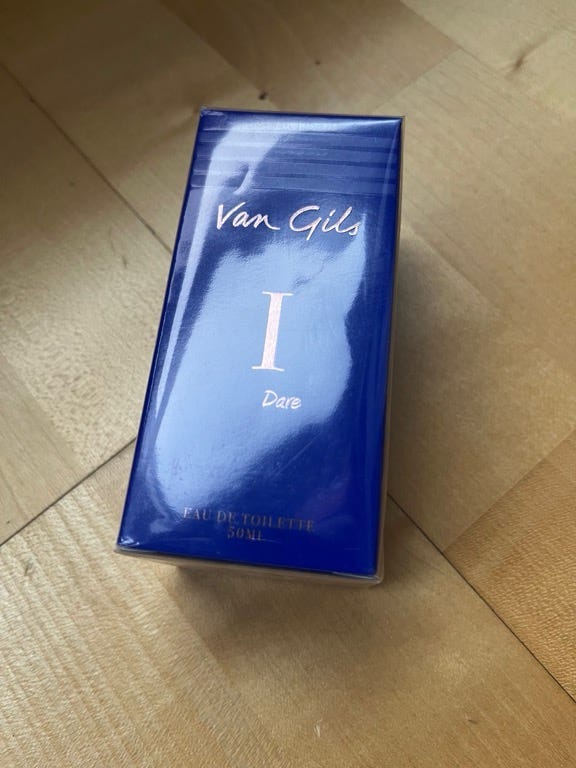 Van Gils
I
Dare
EAU DE TOILETTE
50ML